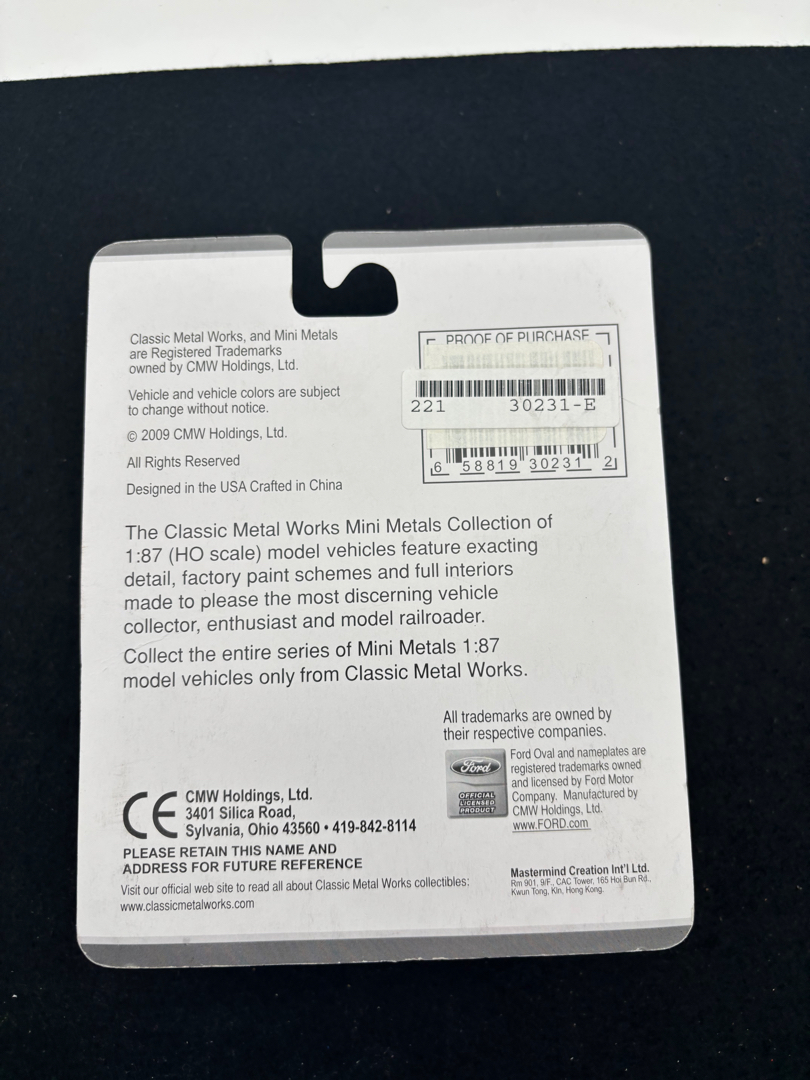 Classic Metal Works, and Mini Metals
are Registered Trademarks
owned by CMW Holdings, Ltd.
Vehicle and vehicle colors are subject
to change without notice.
© 2009 CMW Holdings, Ltd.
All Rights Reserved
Designed in the USA Crafted in China
PROOF OF PURCHASE
221 30231-E
6 58819 30231 2
The Classic Metal Works Mini Metals Collection of
1:87 (HO scale) model vehicles feature exacting
detail, factory paint schemes and full interiors
made to please the most discerning vehicle
collector, enthusiast and model railroader.
Collect the entire series of Mini Metals 1:87
model vehicles only from Classic Metal Works.
All trademarks are owned by
their respective companies.
Ford
OFFICIAL
LICENSED
PRODUCT
Ford Oval and nameplates are
registered trademarks owned
and licensed by Ford Motor
Company. Manufactured by
CMW Holdings, Ltd.
www.FORD.com
CE
CMW Holdings, Ltd.
3401 Silica Road,
Sylvania, Ohio 43560 • 419-842-8114
PLEASE RETAIN THIS NAME AND
ADDRESS FOR FUTURE REFERENCE
Visit our official web site to read all about Classic Metal Works collectibles:
www.classicmetalworks.com
Mastermind Creation Int'l Ltd.
Rm 901, 9/F., CAC Tower, 165 Hoi Bun Rd.,
Kwun Tong, Kln, Hong Kong.